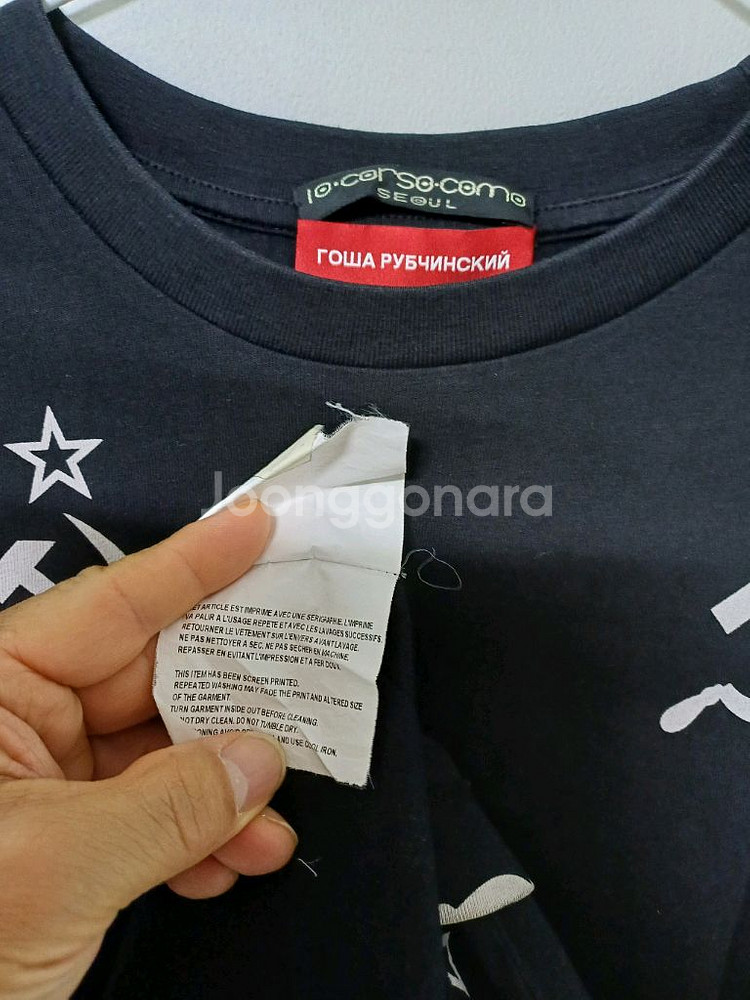 10·corso·como
SEOUL
ГОША РУБЧИНСКИЙ
Joonggonara
ARTICLE EST IMPRIME AVEC UNE SERIGRAPHIE. L'IMPRIME
VA PALIR A L'USAGE REPETE ET AVEC LES LAVAGES SUCCESSIFS.
RETOURNER LE VETEMENT SUR L'ENVERS AVANT LAVAGE.
NE PAS NETTOYER A SEC. NE PAS SECHER EN MACHINE.
REPASSER EN EVITANT L'IMPRESSION ET A FER DOUX.
THIS ITEM HAS BEEN SCREEN PRINTED.
REPEATED WASHING MAY FADE THE PRINT AND ALTERED SIZE
OF THE GARMENT.
TURN GARMENT INSIDE OUT BEFORE CLEANING.
NOT DRY CLEAN. DO NOT TUMBLE DRY.
AND USE COOL IRON.